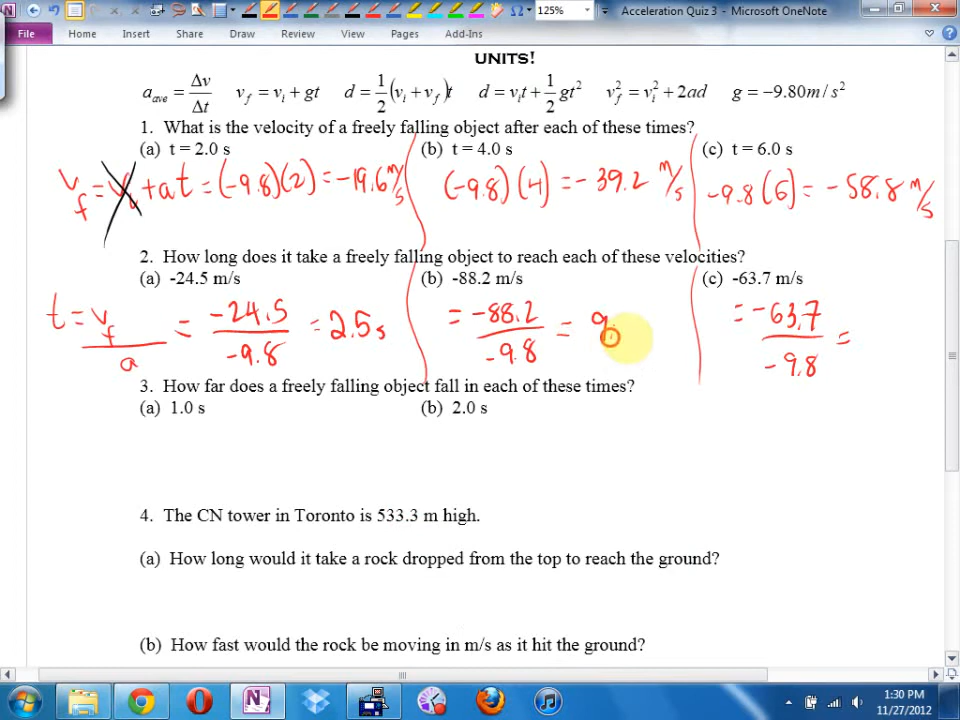 125%
Acceleration Quiz 3 - Microsoft OneNote
File Home Insert Share Draw Review View Pages Add-Ins
UNITS!
a_ave = Δv/Δt v_f = v_i + gt d = 1/2(v_i + v_f)t d = v_i t + 1/2 gt² v_f² = v_i² + 2ad g = −9.80m/s²
1. What is the velocity of a freely falling object after each of these times?
(a) t = 2.0 s (b) t = 4.0 s (c) t = 6.0 s
v_f = v_i + at = (-9.8)(2) = -19.6 m/s (-9.8)(4) = -39.2 m/s -9.8(6) = -58.8 m/s
2. How long does it take a freely falling object to reach each of these velocities?
(a) -24.5 m/s (b) -88.2 m/s (c) -63.7 m/s
t = v_f/a = -24.5/-9.8 = 2.5s = -88.2/-9.8 = 9. = -63.7/-9.8 =
3. How far does a freely falling object fall in each of these times?
(a) 1.0 s (b) 2.0 s
4. The CN tower in Toronto is 533.3 m high.
(a) How long would it take a rock dropped from the top to reach the ground?
(b) How fast would the rock be moving in m/s as it hit the ground?
1:30 PM
11/27/2012